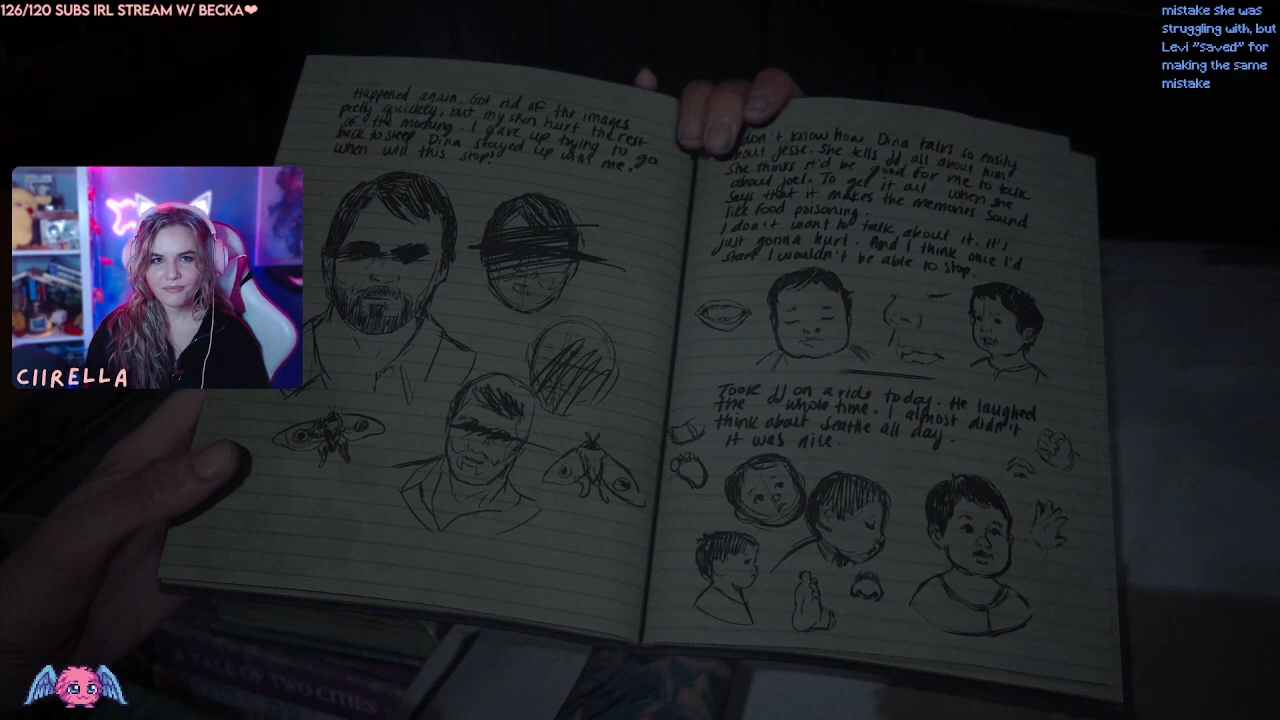 126/120 SUBS IRL STREAM W/ BECKA❤
mistake she was
struggling with, but
Levi "saved" for
making the same
mistake
Happened again. Got rid of the images
pretty quickly, but my skin hurt the rest
of the morning. I gave up trying to go
back to sleep. Dina stayed up with me.
when will this stop?
don't know how Dina talks so easily
about Jesse. She tells JJ all about him.
She thinks it'd be good for me to talk
about Joel. To get it out. When she
says that it makes the memories sound
like food poisoning.
I don't want to talk about it. It's
just gonna hurt. And I think once I'd
start I wouldn't be able to stop.
Took JJ on a ride today. He laughed
the whole time. I almost didn't
think about Seattle all day.
It was nice.
CIIRELLA
A TALE OF TWO CITIES